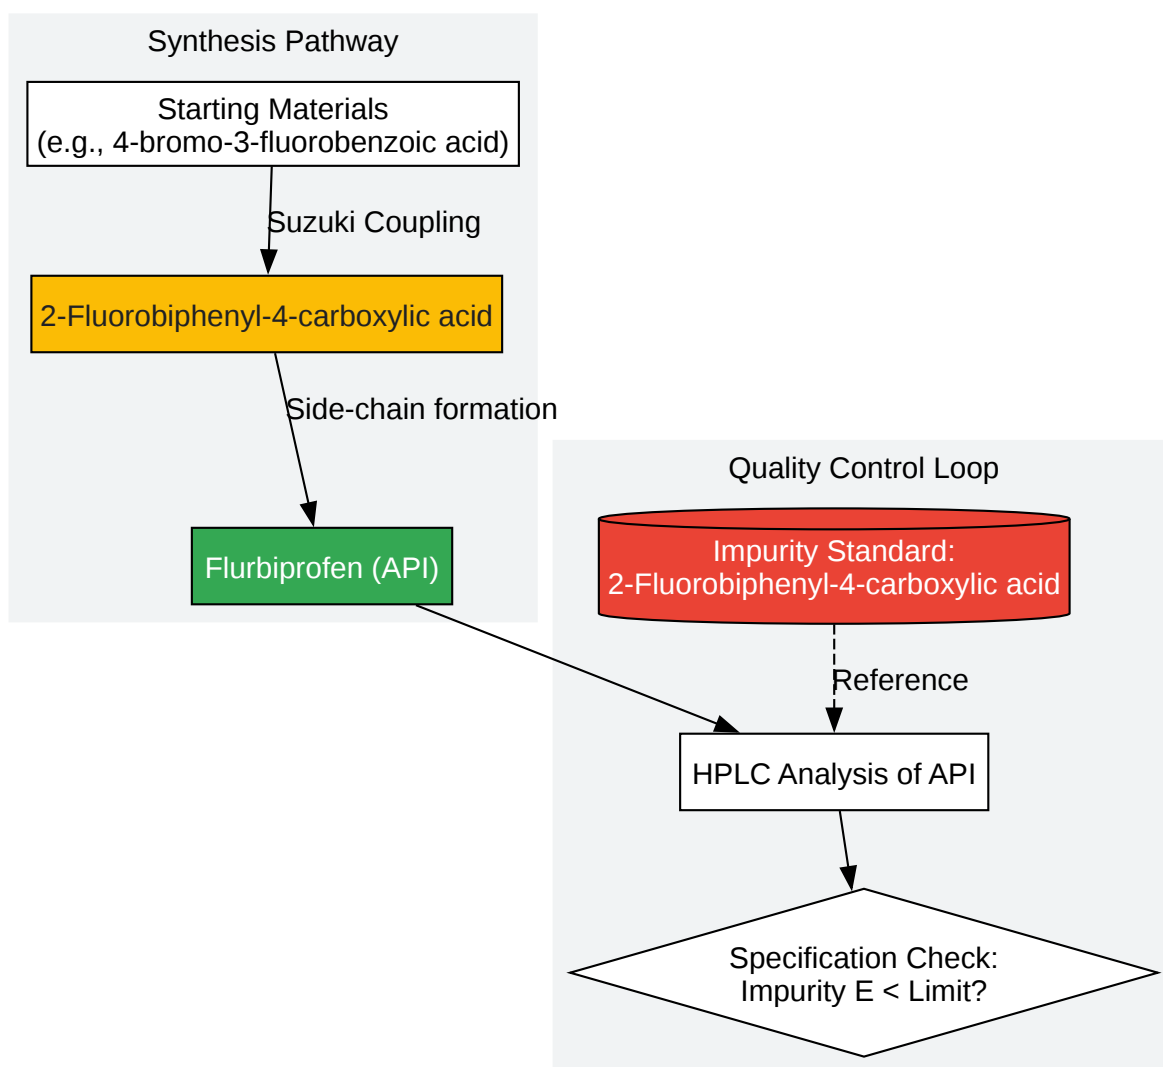 Synthesis Pathway
Starting Materials
(e.g., 4-bromo-3-fluorobenzoic acid)
Suzuki Coupling
2-Fluorobiphenyl-4-carboxylic acid
Side-chain formation
Flurbiprofen (API)
Quality Control Loop
Impurity Standard:
2-Fluorobiphenyl-4-carboxylic acid
Reference
HPLC Analysis of API
Specification Check:
Impurity E < Limit?